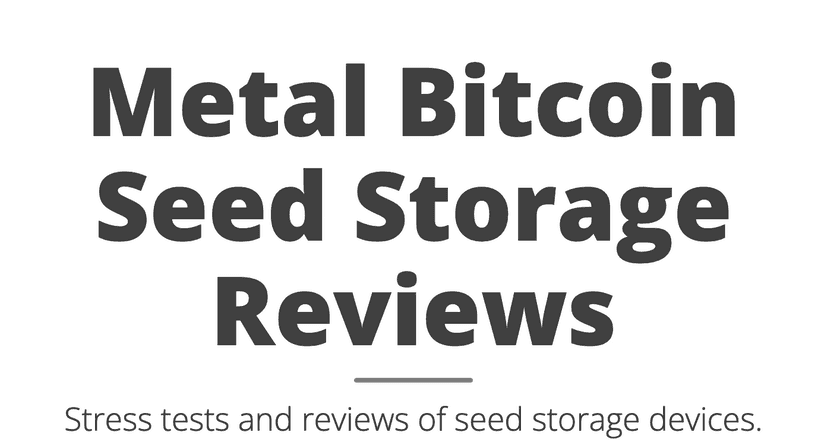 Metal Bitcoin
Seed Storage
Reviews
Stress tests and reviews of seed storage devices.